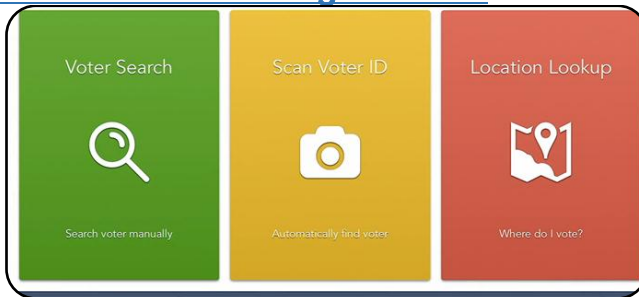 Voter Search
Search voter manually
Scan Voter ID
Automatically find voter
Location Lookup
Where do I vote?